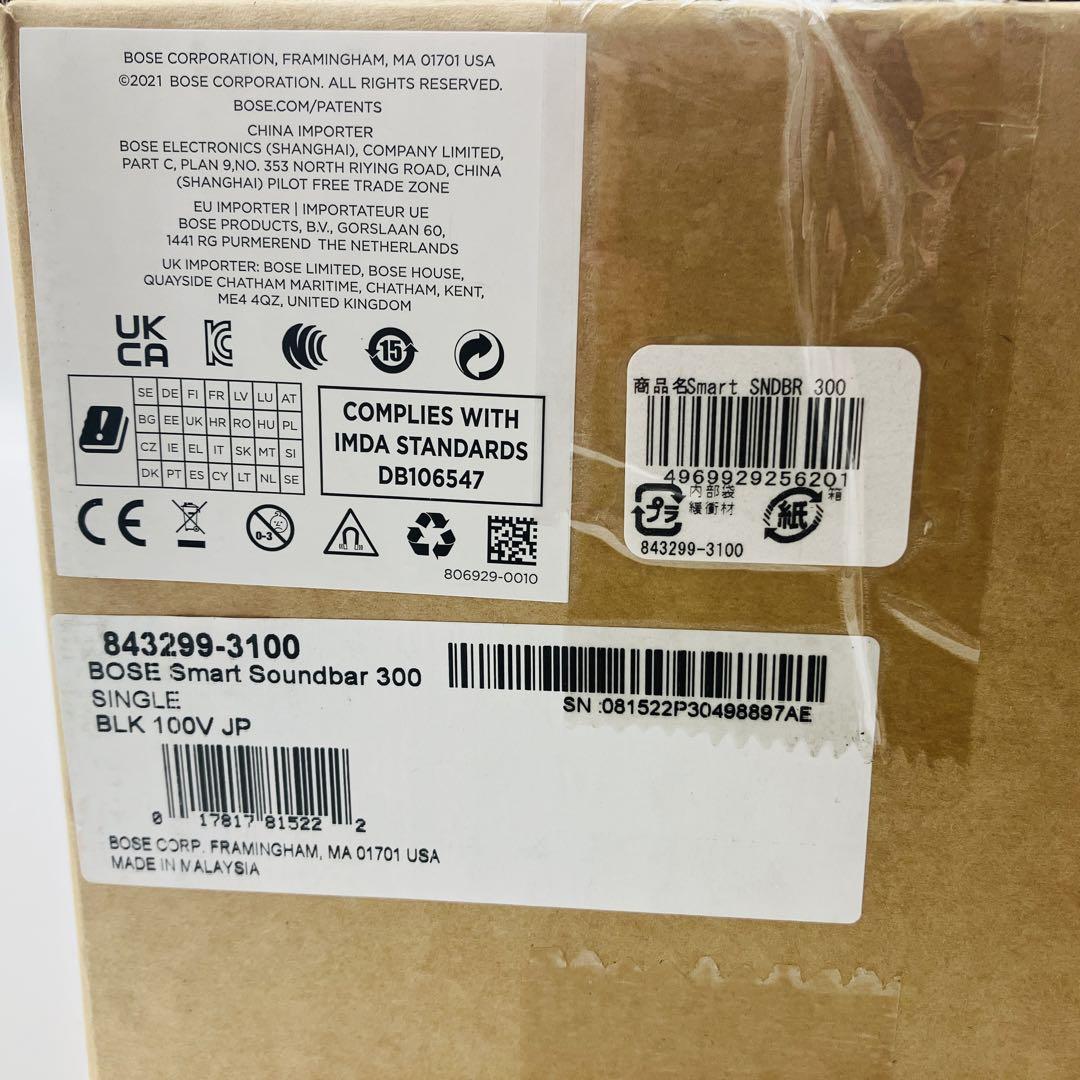 BOSE CORPORATION, FRAMINGHAM, MA 01701 USA
©2021 BOSE CORPORATION. ALL RIGHTS RESERVED.
BOSE.COM/PATENTS
CHINA IMPORTER
BOSE ELECTRONICS (SHANGHAI), COMPANY LIMITED,
PART C, PLAN 9,NO. 353 NORTH RIYING ROAD, CHINA
(SHANGHAI) PILOT FREE TRADE ZONE
EU IMPORTER | IMPORTATEUR UE
BOSE PRODUCTS, B.V., GORSLAAN 60,
1441 RG PURMEREND THE NETHERLANDS
UK IMPORTER: BOSE LIMITED, BOSE HOUSE,
QUAYSIDE CHATHAM MARITIME, CHATHAM, KENT,
ME4 4QZ, UNITED KINGDOM
UK
CA
15
SE DE FI FR LV LU AT
BG EE UK HR RO HU PL
CZ IE EL IT SK MT SI
DK PT ES CY LT NL SE
COMPLIES WITH
IMDA STANDARDS
DB106547
CE
0-3
806929-0010
商品名Smart SNDBR 300
4969929256201
プラ
内部袋
緩衝材
紙
箱
843299-3100
843299-3100
BOSE Smart Soundbar 300
SINGLE
BLK 100V JP
SN :081522P30498897AE
0 17817 81522 2
BOSE CORP. FRAMINGHAM, MA 01701 USA
MADE IN MALAYSIA